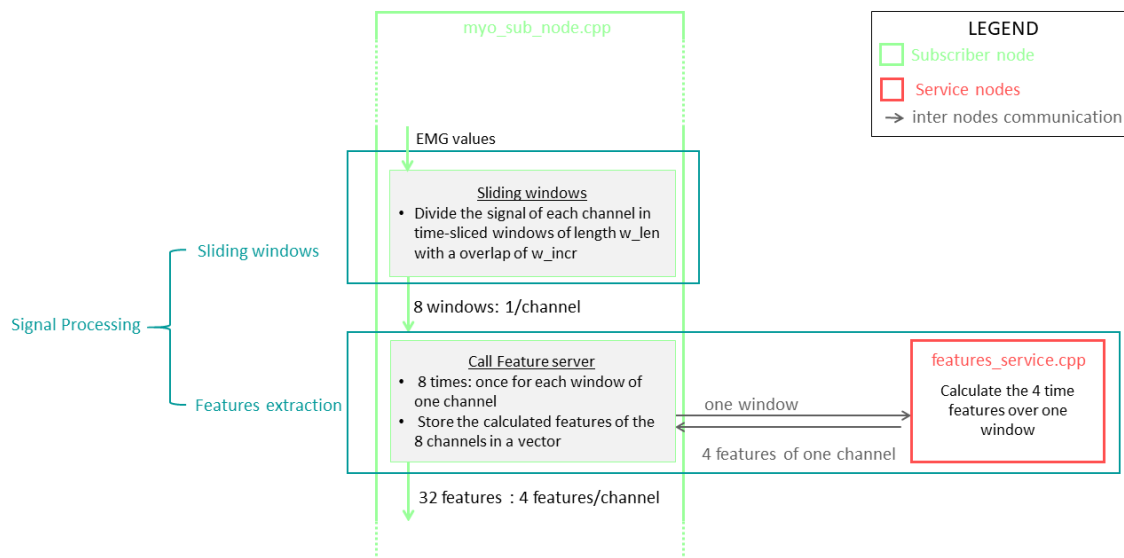 myo_sub_node.cpp
LEGEND
Subscriber node
Service nodes
inter nodes communication
EMG values
Sliding windows
• Divide the signal of each channel in
time-sliced windows of length w_len
with a overlap of w_incr
Sliding windows
8 windows: 1/channel
Signal Processing
Call Feature server
• 8 times: once for each window of
one channel
• Store the calculated features of the
8 channels in a vector
Features extraction
one window
4 features of one channel
features_service.cpp
Calculate the 4 time
features over one
window
32 features : 4 features/channel